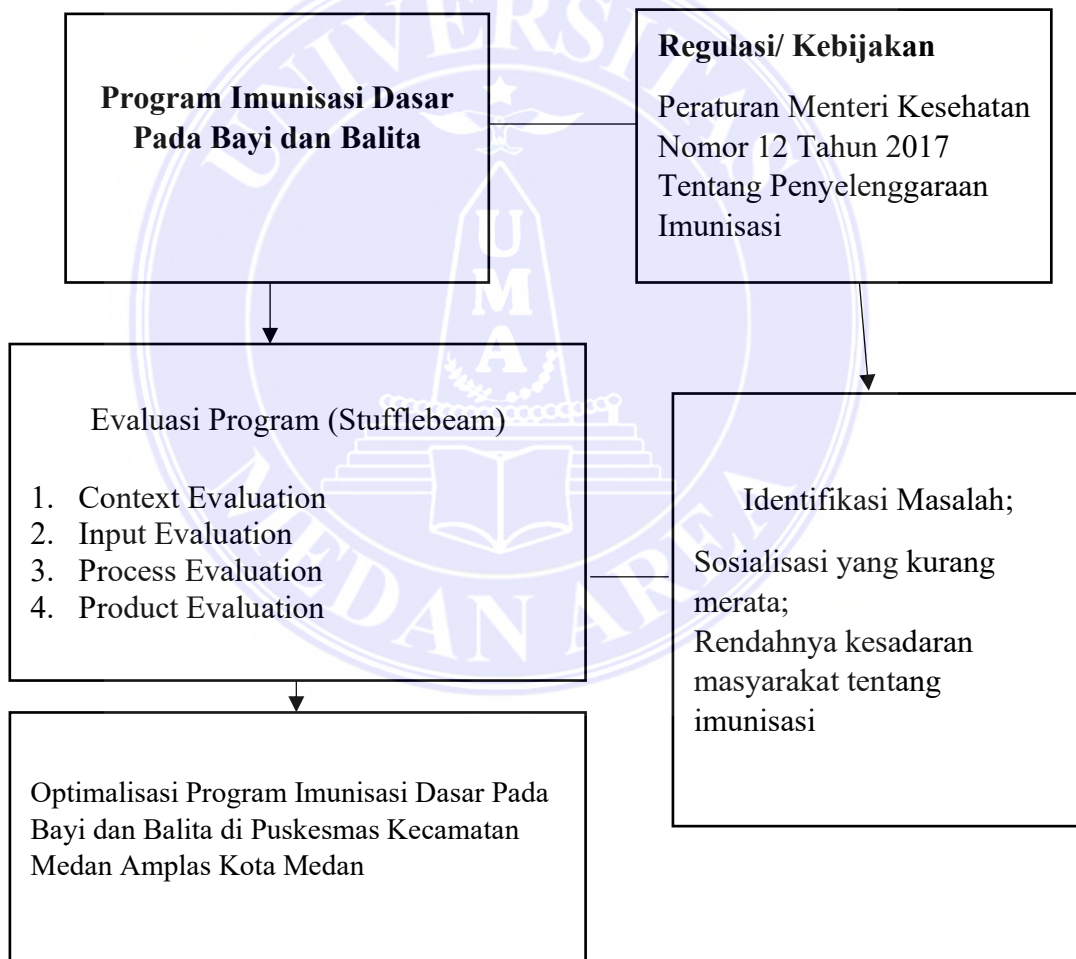 Program Imunisasi Dasar
Pada Bayi dan Balita
Regulasi/ Kebijakan
Peraturan Menteri Kesehatan
Nomor 12 Tahun 2017
Tentang Penyelenggaraan
Imunisasi
Evaluasi Program (Stufflebeam)
1. Context Evaluation
2. Input Evaluation
3. Process Evaluation
4. Product Evaluation
Identifikasi Masalah;
Sosialisasi yang kurang
merata;
Rendahnya kesadaran
masyarakat tentang
imunisasi
Optimalisasi Program Imunisasi Dasar Pada
Bayi dan Balita di Puskesmas Kecamatan
Medan Amplas Kota Medan
UNIVERSITAS
MEDAN AREA
U
M
A